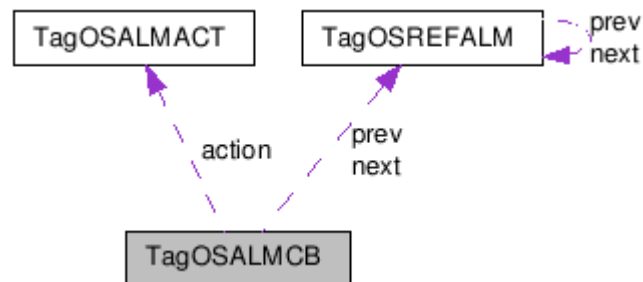 TagOSALMACT
TagOSREFALM
prev
next
action
prev
next
TagOSALMCB